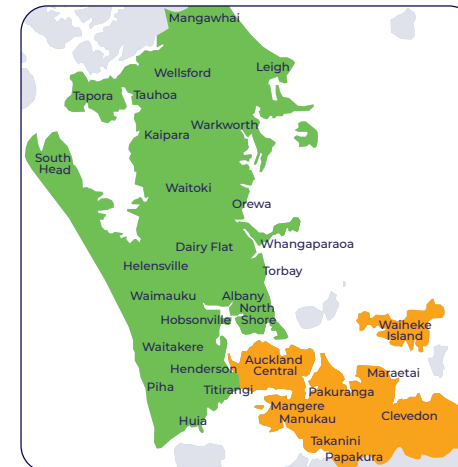 Mangawhai
Leigh
Wellsford
Tapora
Tauhoa
Warkworth
Kaipara
South
Head
Waitoki
Orewa
Dairy Flat
Whangaparaoa
Helensville
Torbay
Waimauku
Albany
North
Shore
Hobsonville
Waiheke
Island
Waitakere
Auckland
Central
Henderson
Maraetai
Piha
Titirangi
Pakuranga
Mangere
Manukau
Clevedon
Huia
Takanini
Papakura